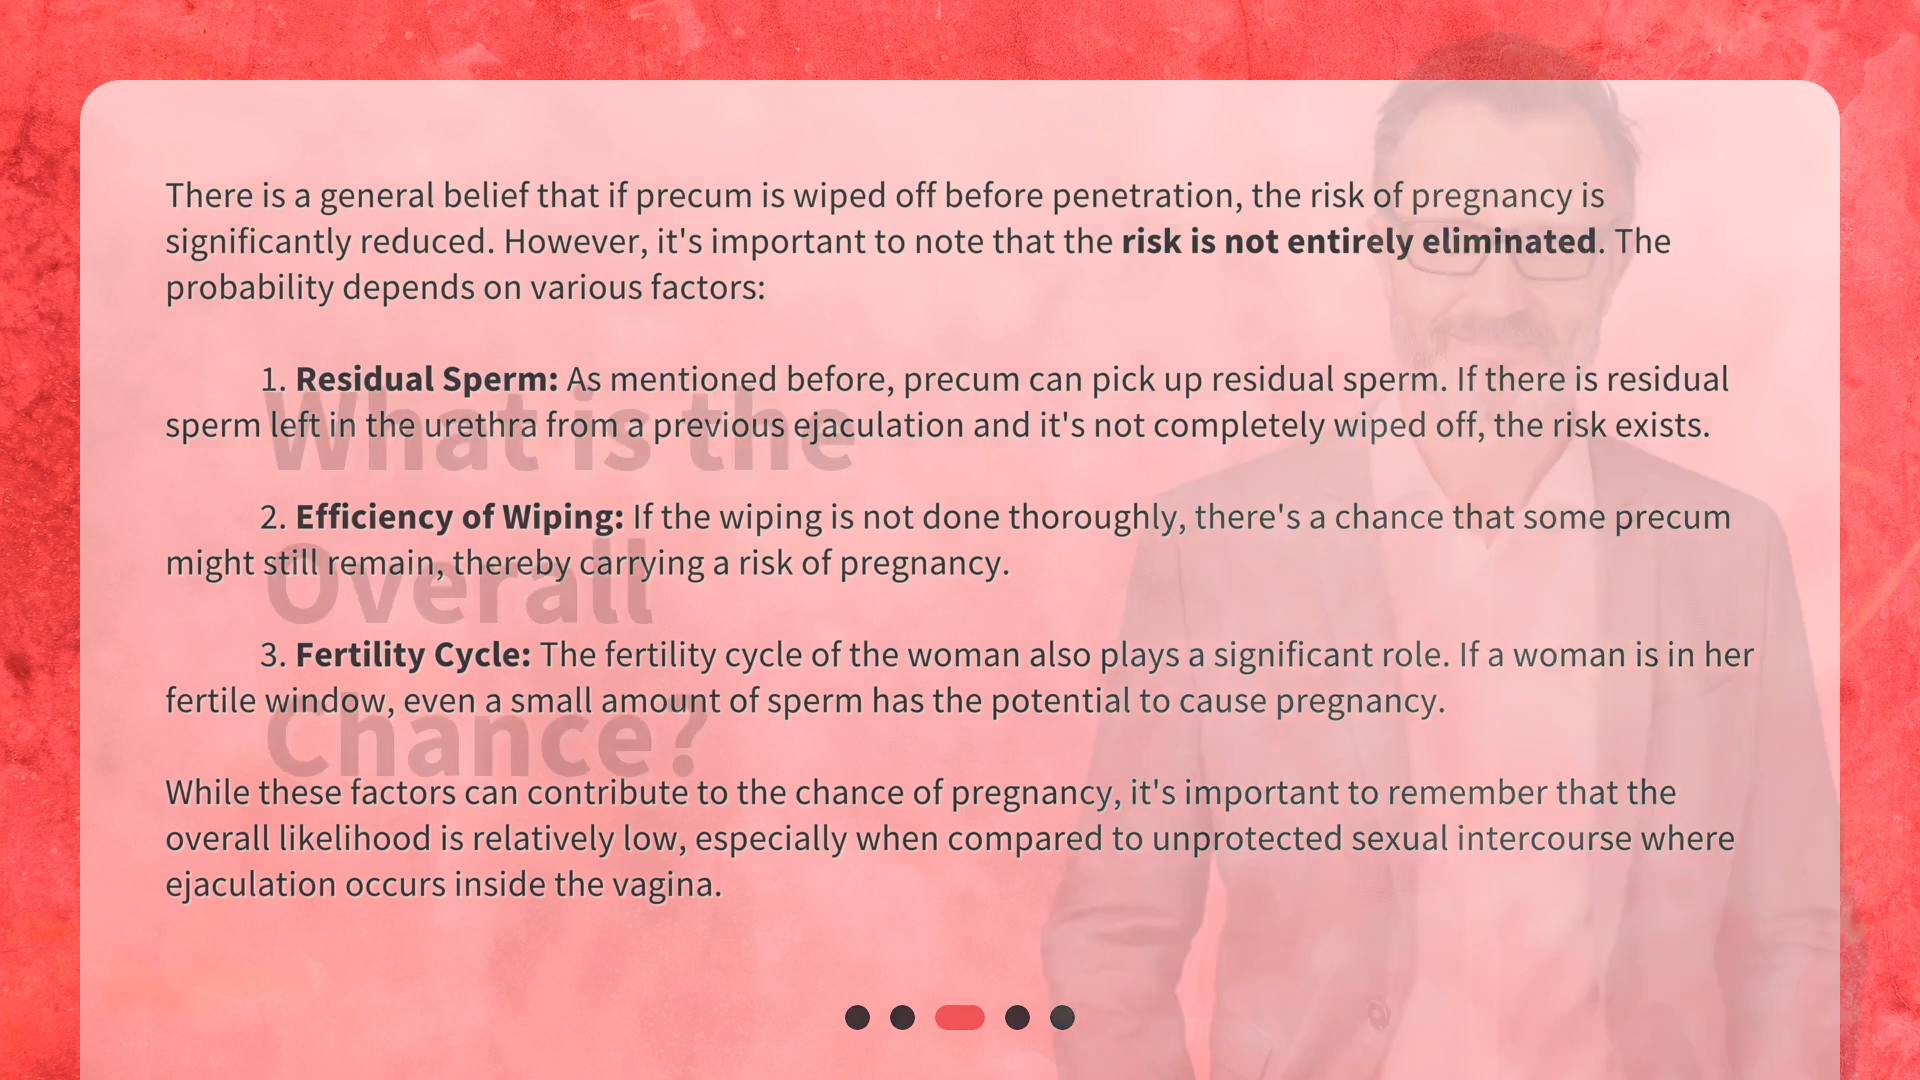 There is a general belief that if precum is wiped off before penetration, the risk of pregnancy is
significantly reduced. However, it's important to note that the risk is not entirely eliminated. The
probability depends on various factors:
1. Residual Sperm: As mentioned before, precum can pick up residual sperm. If there is residual
sperm left in the urethra from a previous ejaculation and it's not completely wiped off, the risk exists.
2. Efficiency of Wiping: If the wiping is not done thoroughly, there's a chance that some precum
might still remain, thereby carrying a risk of pregnancy.
3. Fertility Cycle: The fertility cycle of the woman also plays a significant role. If a woman is in her
fertile window, even a small amount of sperm has the potential to cause pregnancy.
While these factors can contribute to the chance of pregnancy, it's important to remember that the
overall likelihood is relatively low, especially when compared to unprotected sexual intercourse where
ejaculation occurs inside the vagina.
What is the
Overall
Chance?